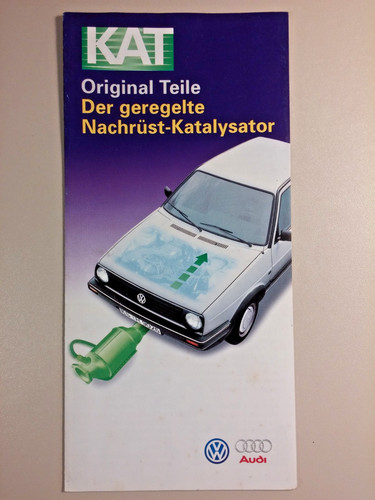 KAT
Original Teile
Der geregelte
Nachrüst-Katalysator
Audi